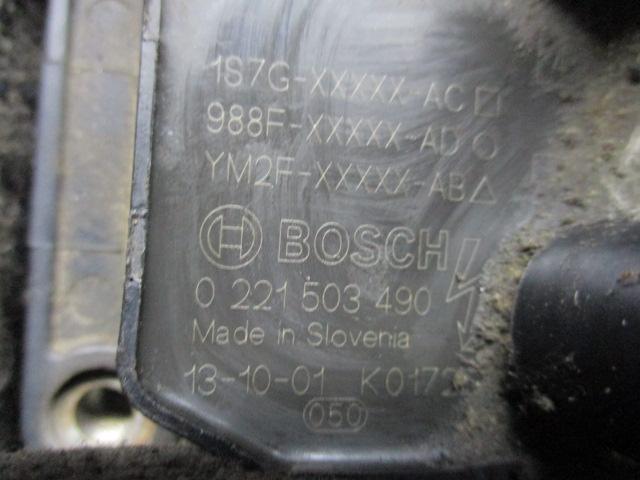 1S7G-XXXXX-AC □
988F-XXXXX-AD ○
YM2F-XXXXX-AB △
BOSCH
0 221 503 490
Made in Slovenia
13-10-01
050